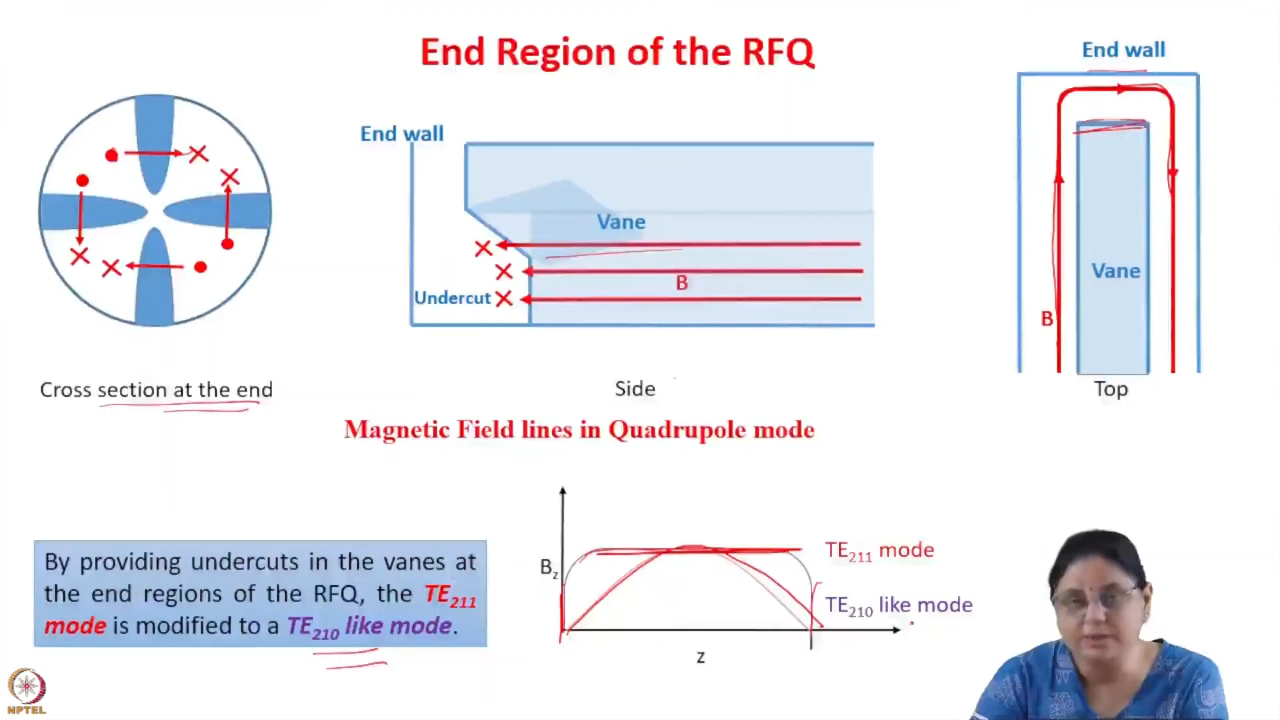 End Region of the RFQ
End wall
End wall
Vane
B
Undercut
Vane
B
Cross section at the end
Side
Top
Magnetic Field lines in Quadrupole mode
By providing undercuts in the vanes at
the end regions of the RFQ, the TE211
mode is modified to a TE210 like mode.
Bz
z
TE211 mode
TE210 like mode
NPTEL